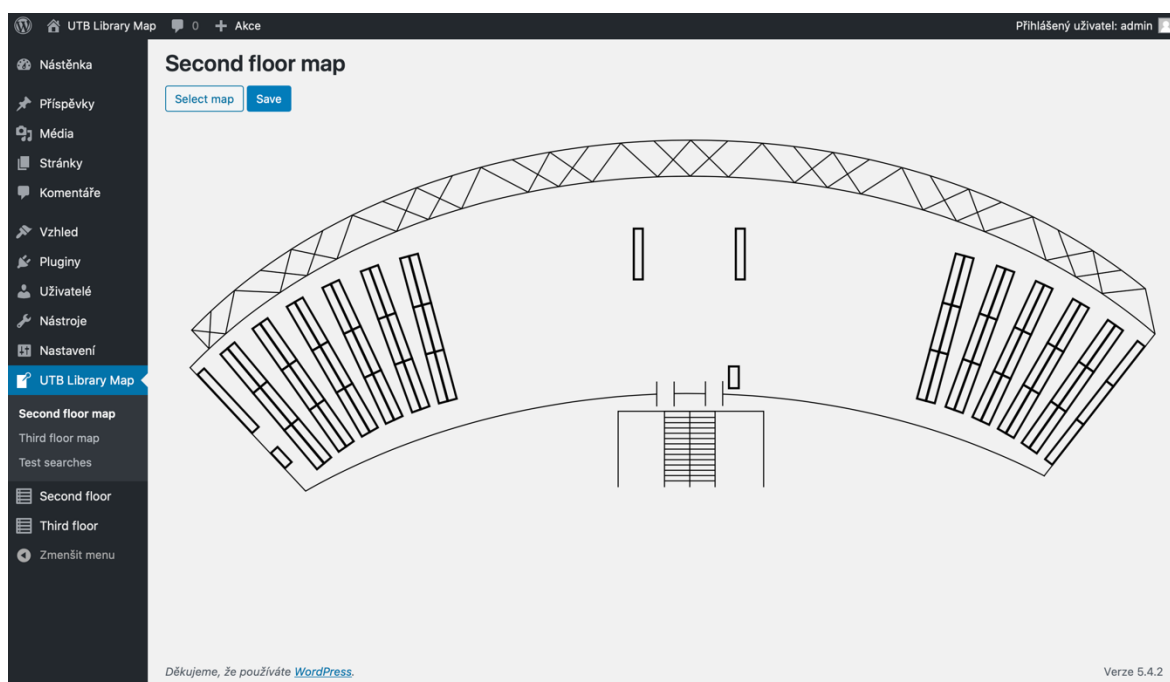 UTB Library Map 0 + Akce Přihlášený uživatel: admin
Nástěnka
Příspěvky
Média
Stránky
Komentáře
Vzhled
Pluginy
Uživatelé
Nástroje
Nastavení
UTB Library Map
Second floor map
Third floor map
Test searches
Second floor
Third floor
Zmenšit menu
Second floor map
Select map Save
Děkujeme, že používáte WordPress. Verze 5.4.2